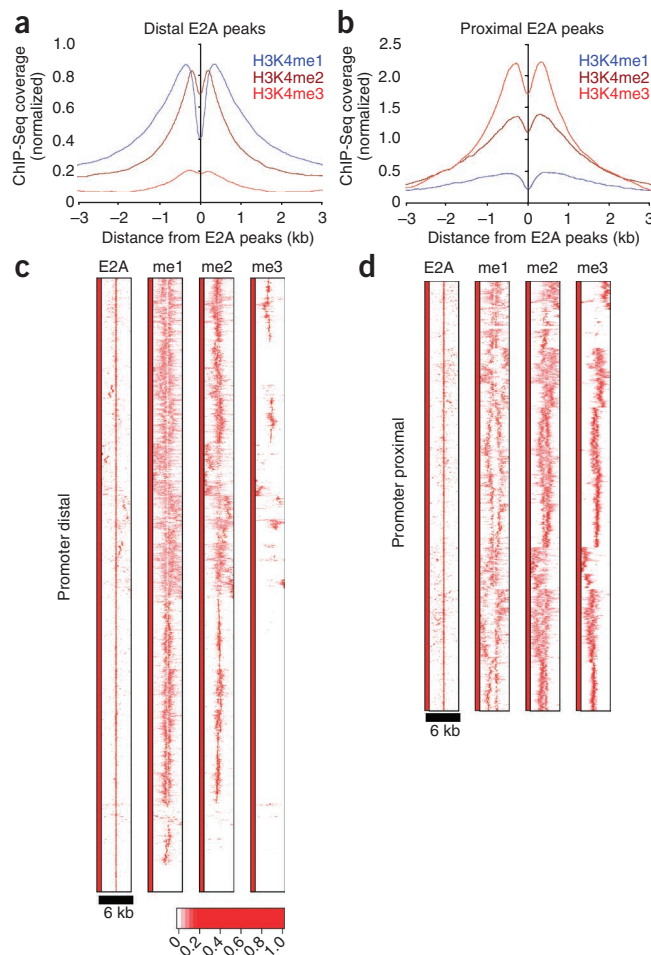 a
Distal E2A peaks
ChIP-Seq coverage
(normalized)
1.0
0.8
0.6
0.4
0.2
0
H3K4me1
H3K4me2
H3K4me3
−3 −2 −1 0 1 2 3
Distance from E2A peaks (kb)
b
Proximal E2A peaks
ChIP-Seq coverage
(normalized)
2.5
2.0
1.5
1.0
0.5
0
H3K4me1
H3K4me2
H3K4me3
−3 −2 −1 0 1 2 3
Distance from E2A peaks (kb)
c
E2A me1 me2 me3
Promoter distal
6 kb
0 0.2 0.4 0.6 0.8 1.0
d
E2A me1 me2 me3
Promoter proximal
6 kb